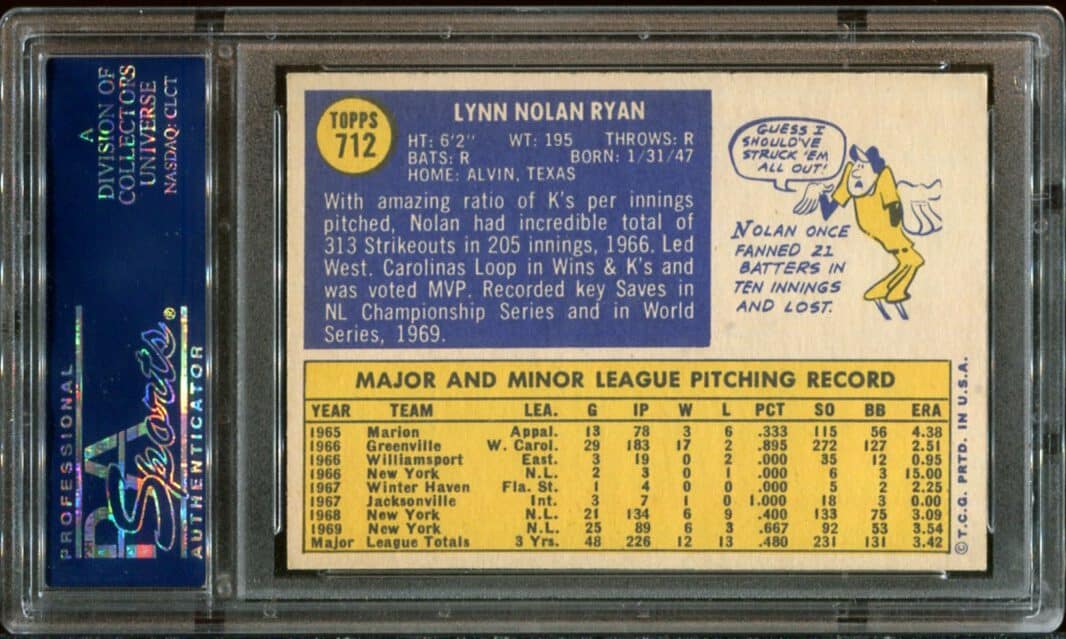 A
DIVISION OF
COLLECTORS
UNIVERSE
NASDAQ: CLCT
PROFESSIONAL
PSA
Sports®
AUTHENTICATOR
TOPPS
712
LYNN NOLAN RYAN
HT: 6'2" WT: 195 THROWS: R
BATS: R BORN: 1/31/47
HOME: ALVIN, TEXAS
With amazing ratio of K's per innings
pitched, Nolan had incredible total of
313 Strikeouts in 205 innings, 1966. Led
West. Carolinas Loop in Wins & K's and
was voted MVP. Recorded key Saves in
NL Championship Series and in World
Series, 1969.
GUESS I
SHOULD'VE
STRUCK 'EM
ALL OUT!
NOLAN ONCE
FANNED 21
BATTERS IN
TEN INNINGS
AND LOST.
MAJOR AND MINOR LEAGUE PITCHING RECORD
YEAR TEAM LEA. G IP W L PCT SO BB ERA
1965 Marion Appal. 13 78 3 6 .333 115 56 4.38
1966 Greenville W. Carol. 29 183 17 2 .895 272 127 2.51
1966 Williamsport East. 3 19 0 2 .000 35 12 0.95
1966 New York N.L. 2 3 0 1 .000 6 3 15.00
1967 Winter Haven Fla. St. 1 4 0 0 .000 5 2 2.25
1967 Jacksonville Int. 3 7 1 0 1.000 18 3 0.00
1968 New York N.L. 21 134 6 9 .400 133 75 3.09
1969 New York N.L. 25 89 6 3 .667 92 53 3.54
Major League Totals 3 Yrs. 48 226 12 13 .480 231 131 3.42
©T.C.G. PRTD. IN U.S.A.